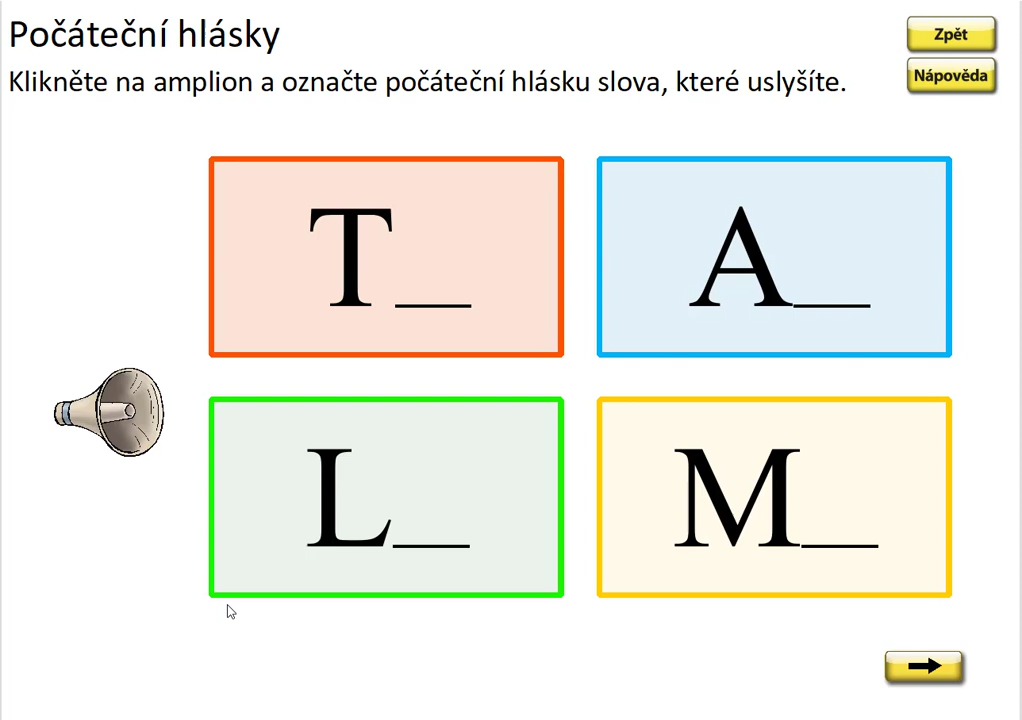 Počáteční hlásky
Zpět
Klikněte na amplion a označte počáteční hlásku slova, které uslyšíte.
Nápověda
T__
A__
L__
M__